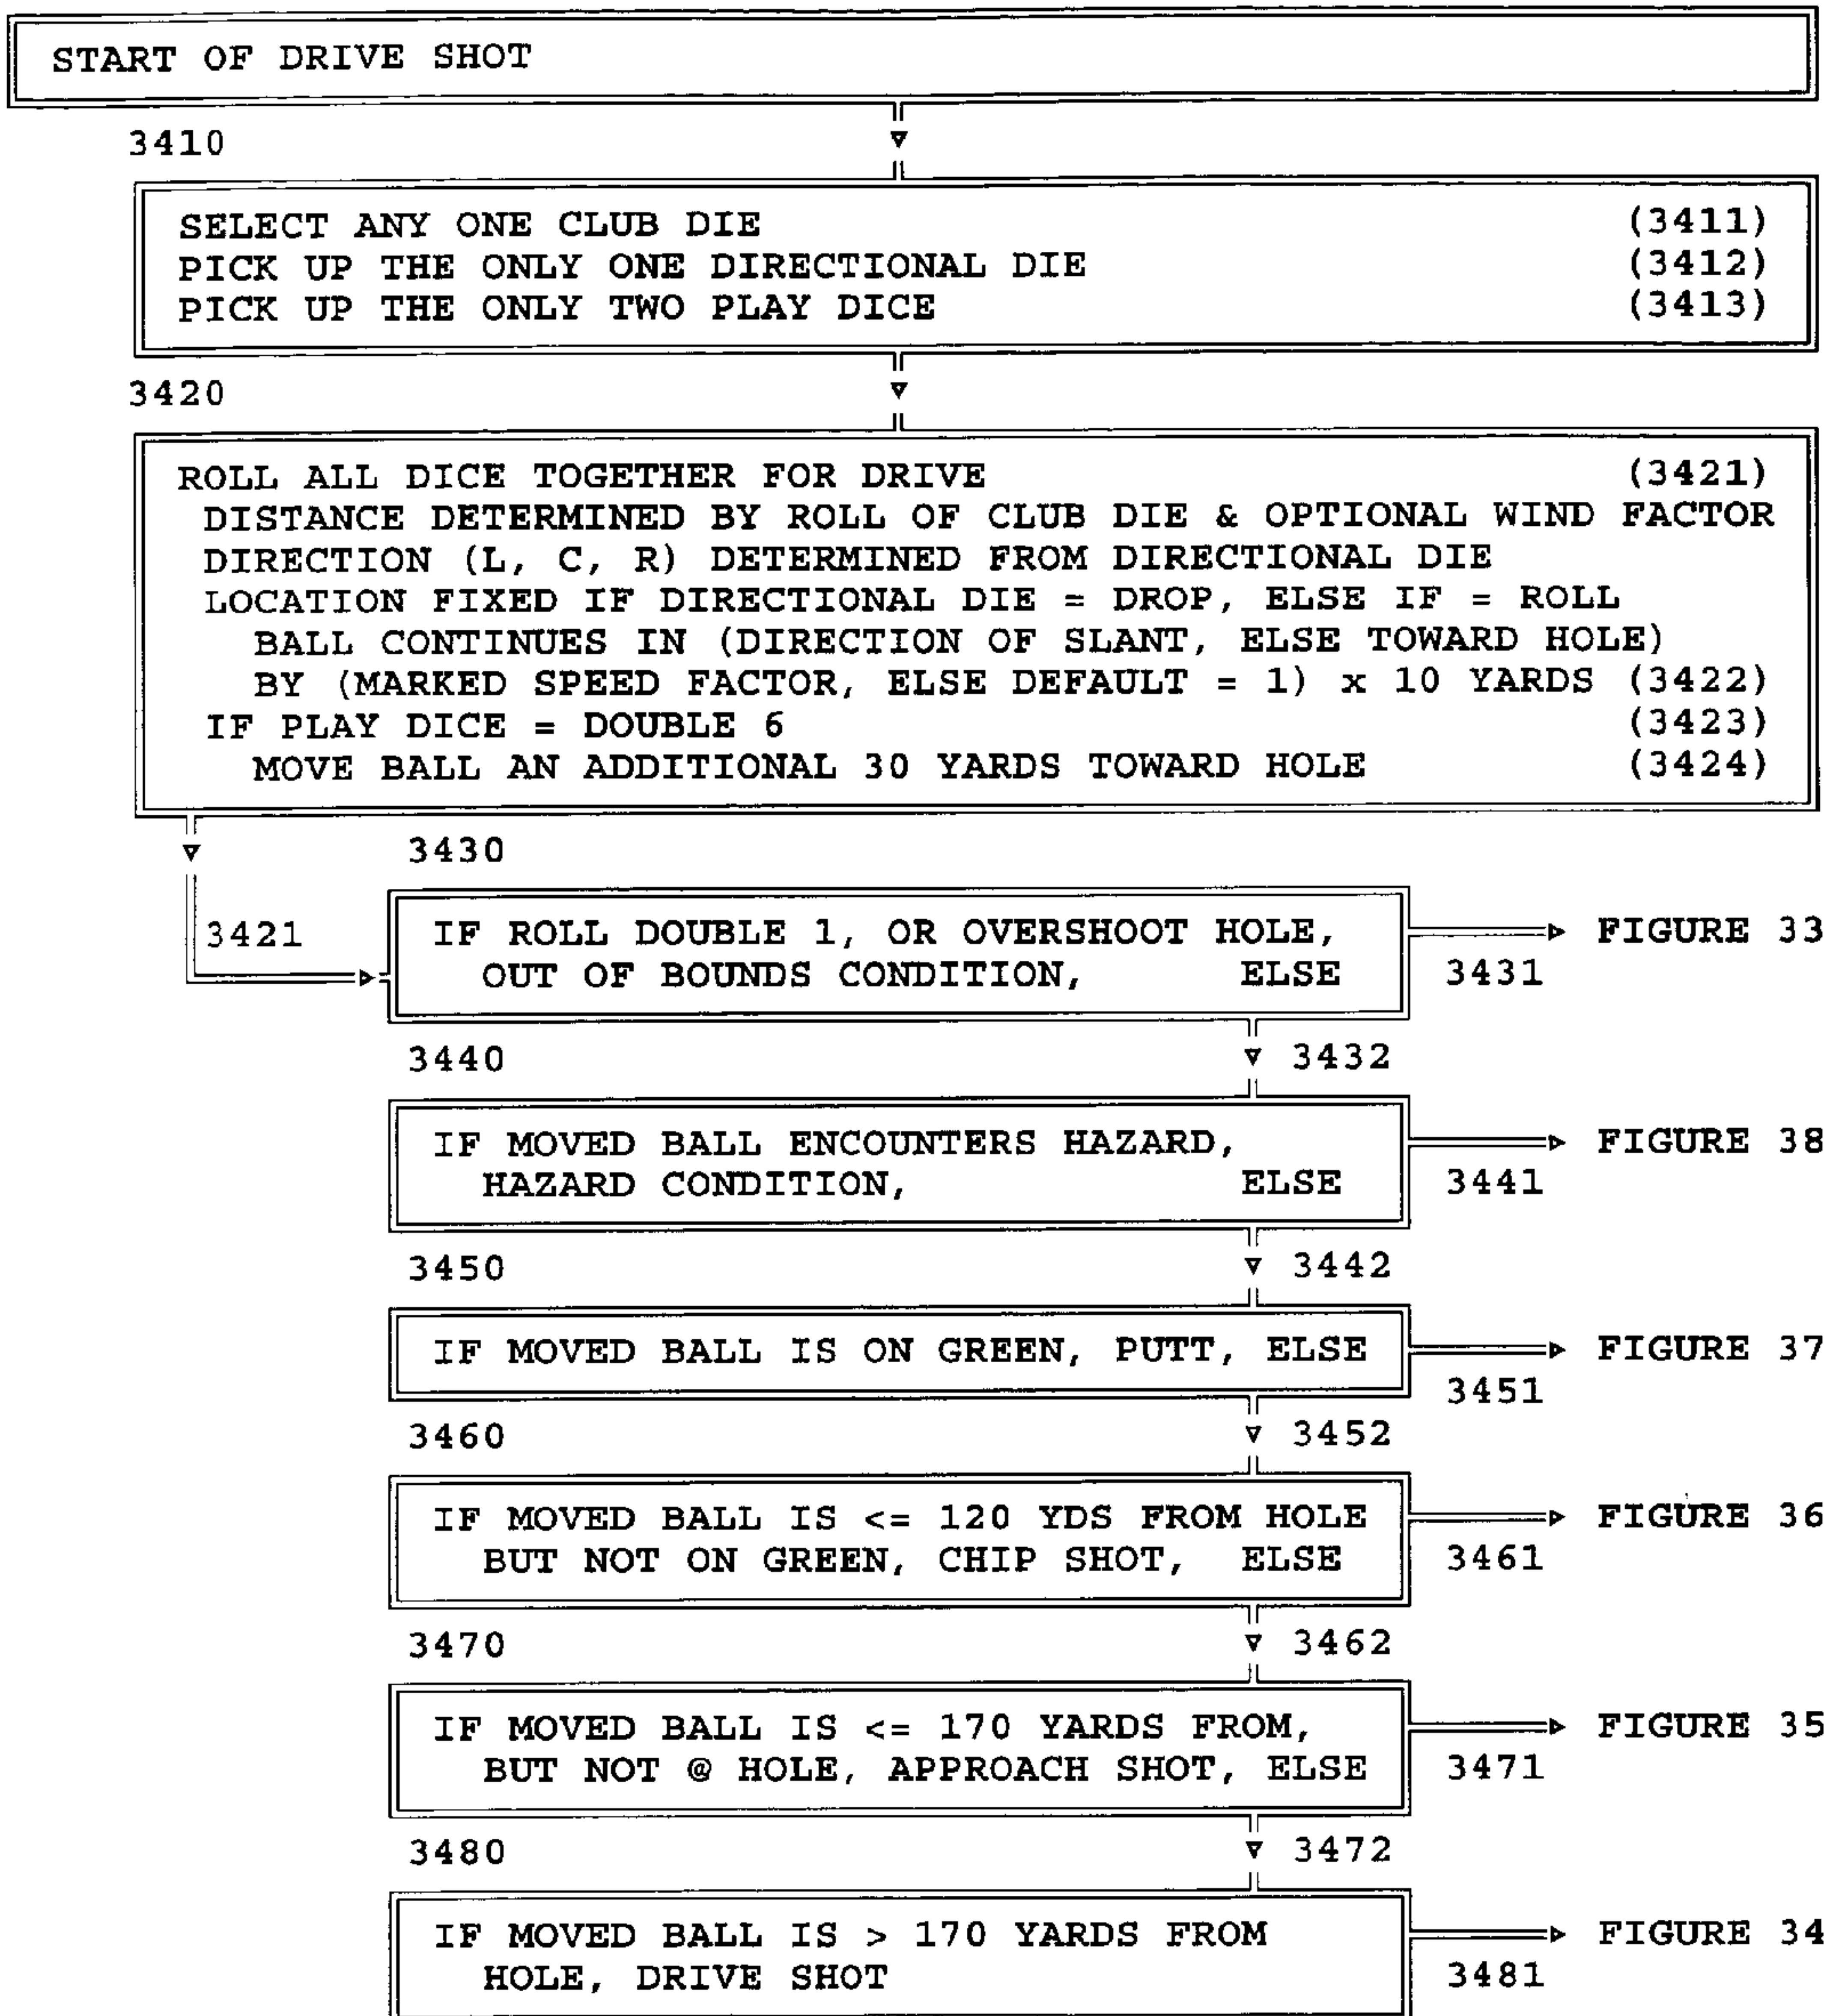 START OF DRIVE SHOT
3410
SELECT ANY ONE CLUB DIE (3411)
PICK UP THE ONLY ONE DIRECTIONAL DIE (3412)
PICK UP THE ONLY TWO PLAY DICE (3413)
3420
ROLL ALL DICE TOGETHER FOR DRIVE (3421)
DISTANCE DETERMINED BY ROLL OF CLUB DIE & OPTIONAL WIND FACTOR
DIRECTION (L, C, R) DETERMINED FROM DIRECTIONAL DIE
LOCATION FIXED IF DIRECTIONAL DIE = DROP, ELSE IF = ROLL
BALL CONTINUES IN (DIRECTION OF SLANT, ELSE TOWARD HOLE)
BY (MARKED SPEED FACTOR, ELSE DEFAULT = 1) x 10 YARDS (3422)
IF PLAY DICE = DOUBLE 6 (3423)
MOVE BALL AN ADDITIONAL 30 YARDS TOWARD HOLE (3424)
3430
3421 IF ROLL DOUBLE 1, OR OVERSHOOT HOLE, FIGURE 33
OUT OF BOUNDS CONDITION, ELSE 3431
3440 3432
IF MOVED BALL ENCOUNTERS HAZARD, FIGURE 38
HAZARD CONDITION, ELSE 3441
3450 3442
IF MOVED BALL IS ON GREEN, PUTT, ELSE FIGURE 37
3451
3460 3452
IF MOVED BALL IS <= 120 YDS FROM HOLE FIGURE 36
BUT NOT ON GREEN, CHIP SHOT, ELSE 3461
3470 3462
IF MOVED BALL IS <= 170 YARDS FROM, FIGURE 35
BUT NOT @ HOLE, APPROACH SHOT, ELSE 3471
3480 3472
IF MOVED BALL IS > 170 YARDS FROM FIGURE 34
HOLE, DRIVE SHOT 3481